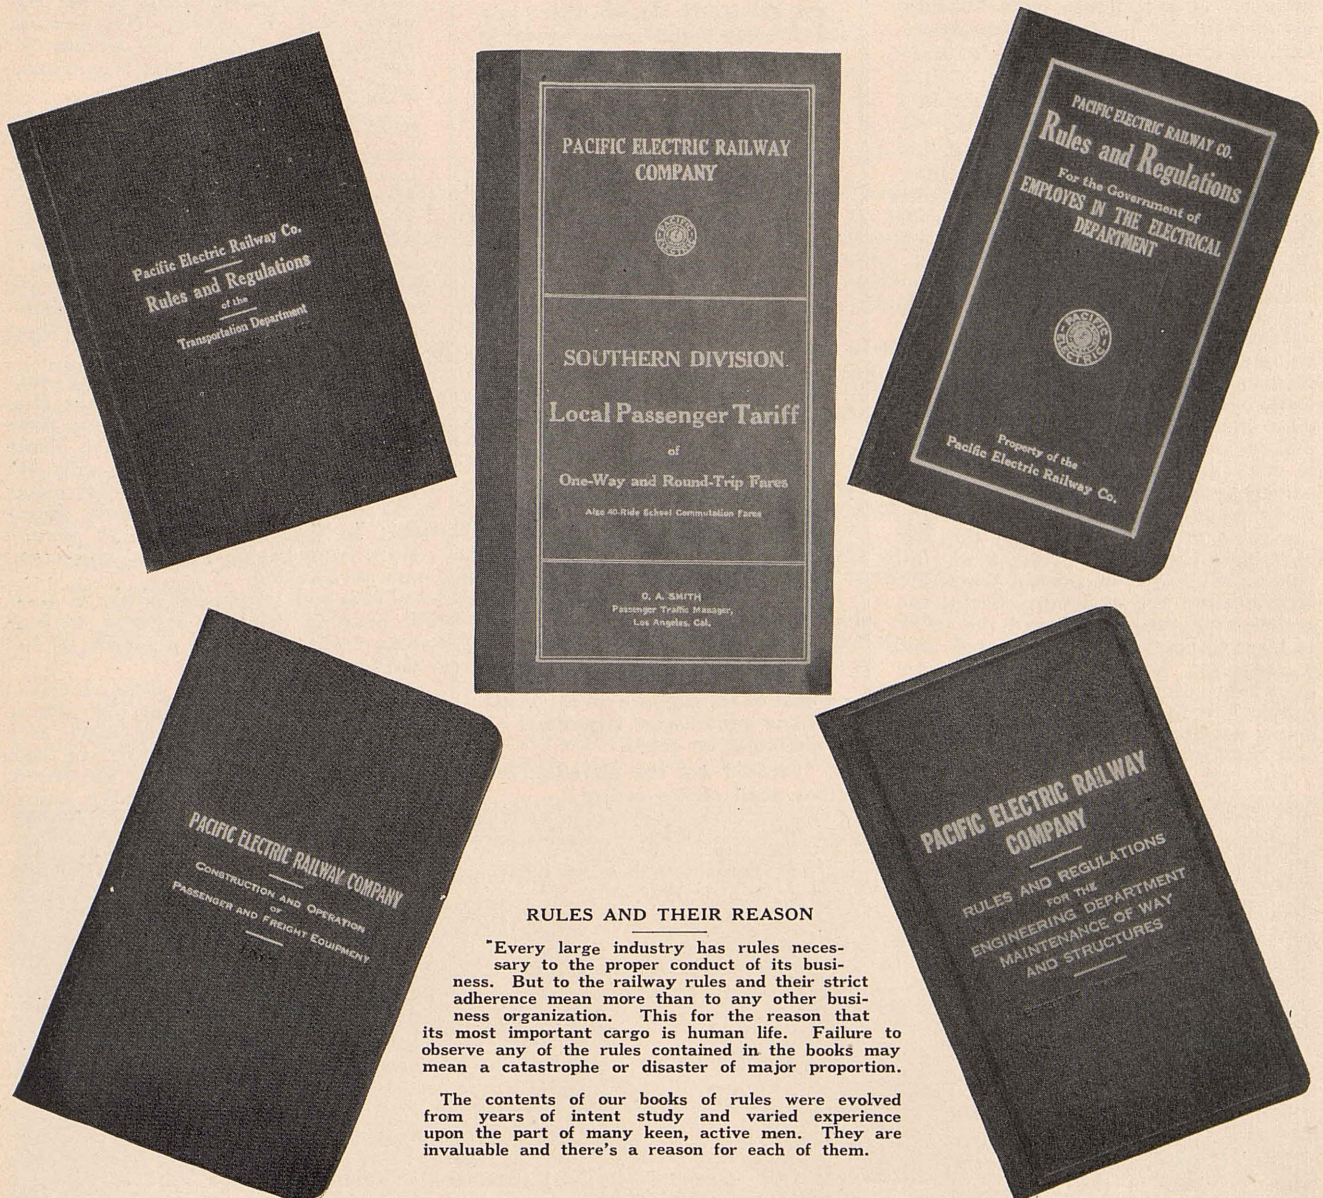 Pacific Electric Railway Co.
Rules and Regulations
of the
Transportation Department
PACIFIC ELECTRIC RAILWAY
COMPANY
PACIFIC
ELECTRIC
SOUTHERN DIVISION
Local Passenger Tariff
of
One-Way and Round-Trip Fares
Also 40-Ride School Commutation Fares
O. A. SMITH
Passenger Traffic Manager,
Los Angeles, Cal.
PACIFIC ELECTRIC RAILWAY CO.
Rules and Regulations
For the Government of
EMPLOYES IN THE ELECTRICAL
DEPARTMENT
PACIFIC
ELECTRIC
Property of the
Pacific Electric Railway Co.
PACIFIC ELECTRIC RAILWAY COMPANY
CONSTRUCTION AND OPERATION
OF
PASSENGER AND FREIGHT EQUIPMENT
PACIFIC ELECTRIC RAILWAY
COMPANY
RULES AND REGULATIONS
FOR THE
ENGINEERING DEPARTMENT
MAINTENANCE OF WAY
AND STRUCTURES
RULES AND THEIR REASON
"Every large industry has rules neces-
sary to the proper conduct of its busi-
ness. But to the railway rules and their strict
adherence mean more than to any other busi-
ness organization. This for the reason that
its most important cargo is human life. Failure to
observe any of the rules contained in the books may
mean a catastrophe or disaster of major proportion.
The contents of our books of rules were evolved
from years of intent study and varied experience
upon the part of many keen, active men. They are
invaluable and there's a reason for each of them.